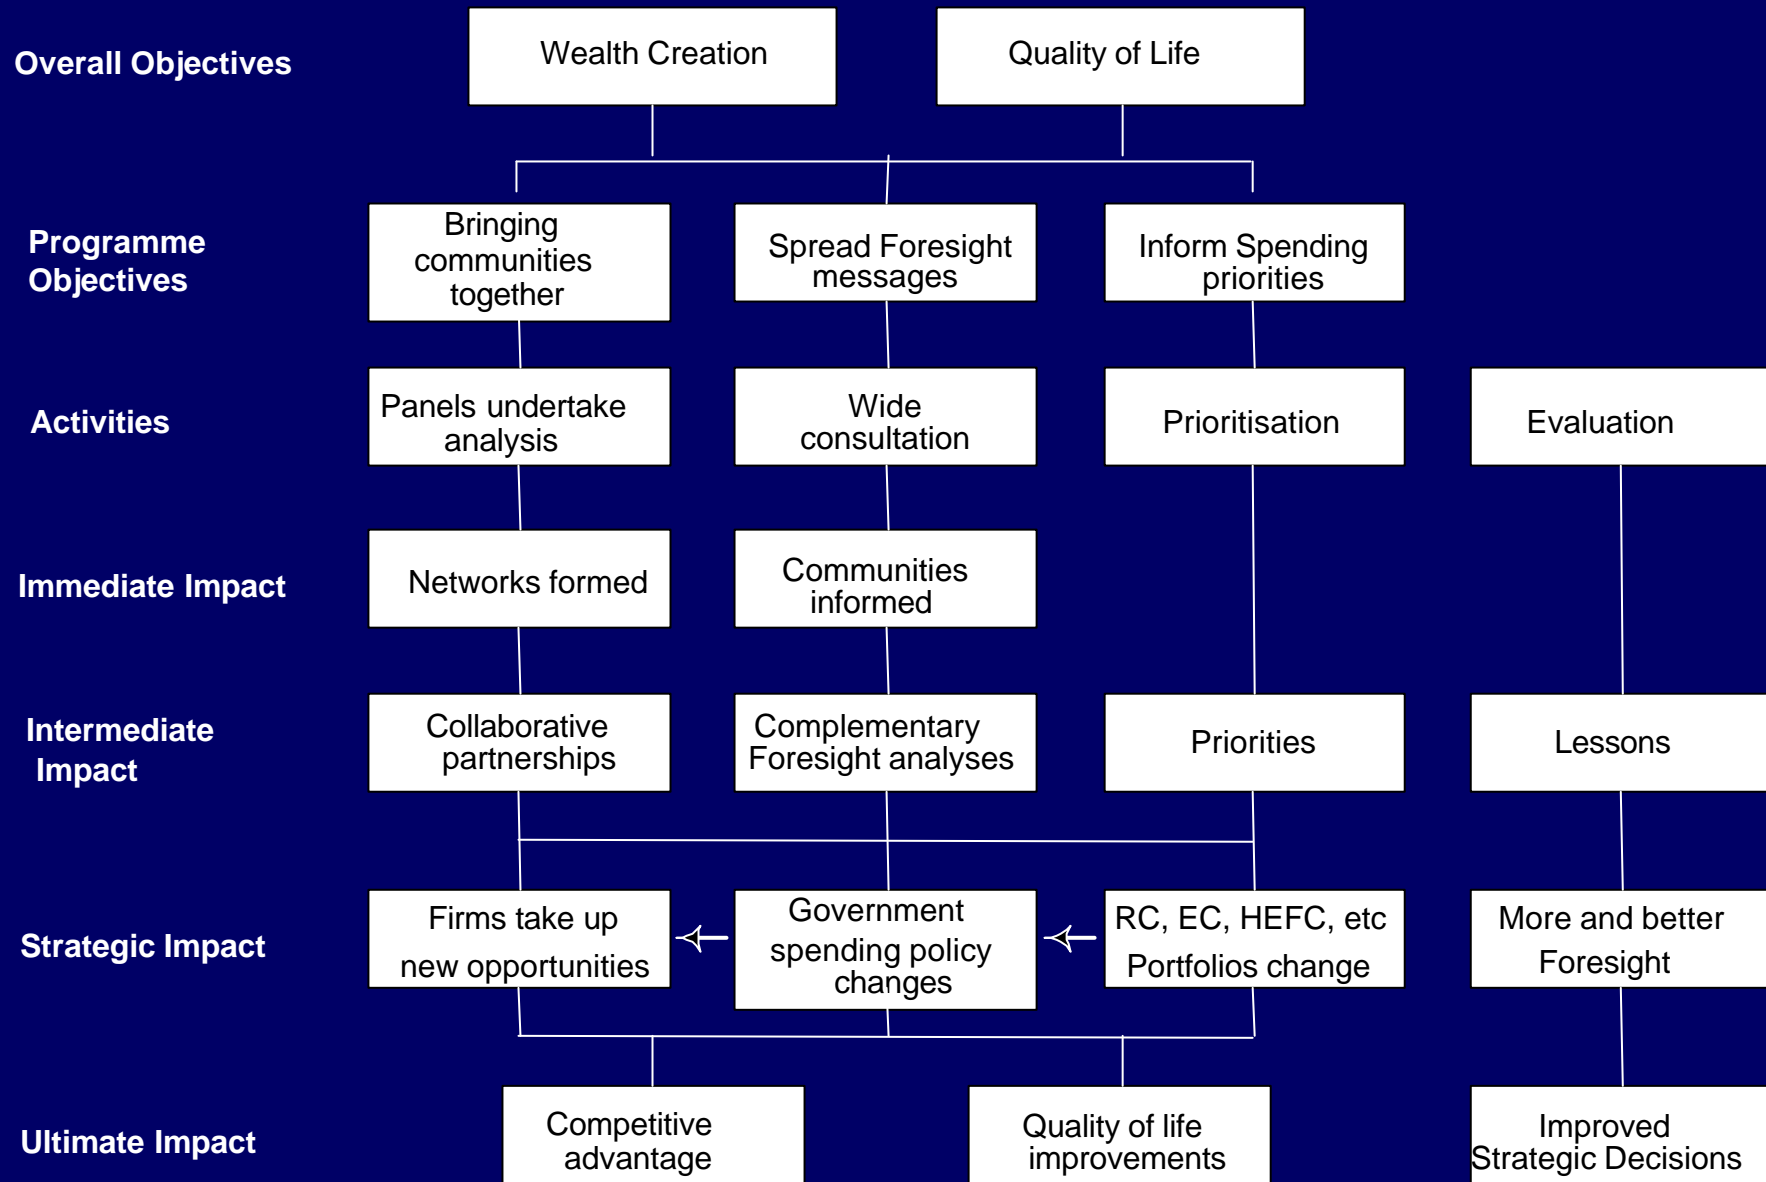 Overall Objectives
Wealth Creation
Quality of Life
Programme
Objectives
Bringing
communities
together
Spread Foresight
messages
Inform Spending
priorities
Activities
Panels undertake
analysis
Wide
consultation
Prioritisation
Evaluation
Immediate Impact
Networks formed
Communities
informed
Intermediate
Impact
Collaborative
partnerships
Complementary
Foresight analyses
Priorities
Lessons
Strategic Impact
Firms take up
new opportunities
Government
spending policy
changes
RC, EC, HEFC, etc
Portfolios change
More and better
Foresight
Ultimate Impact
Competitive
advantage
Quality of life
improvements
Improved
Strategic Decisions